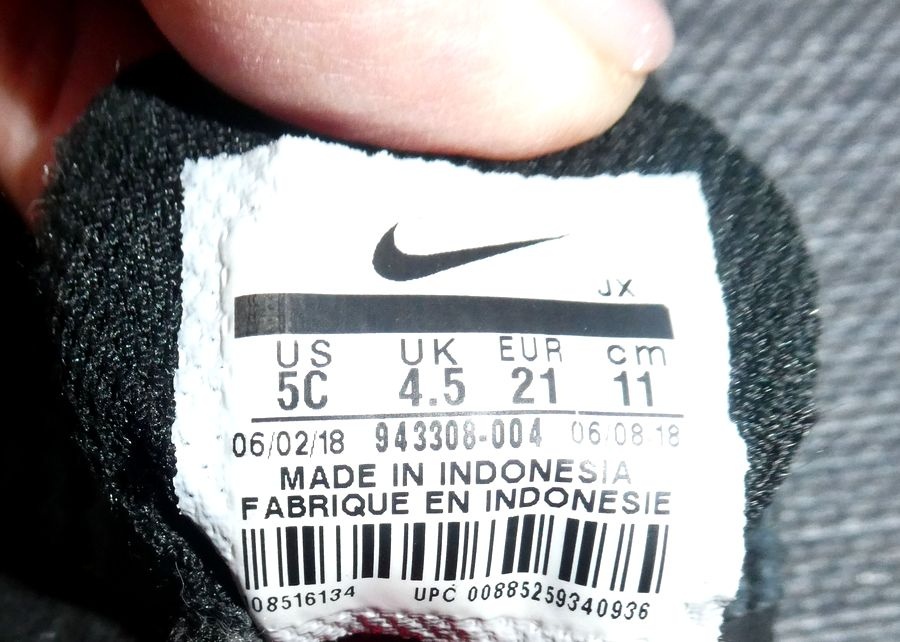 JX
US UK EUR cm
5C 4.5 21 11
06/02/18 943308-004 06/08/18
MADE IN INDONESIA
FABRIQUE EN INDONESIE
08516134 UPC 00885259340936